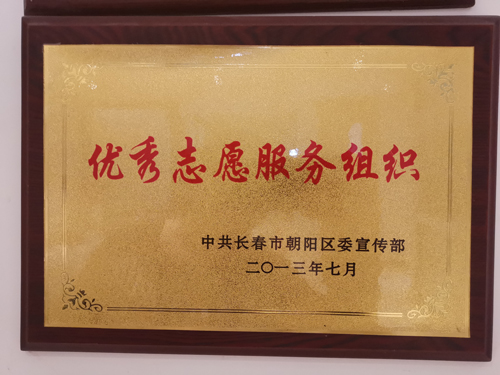 优秀志愿服务组织
中共长春市朝阳区委宣传部
二〇一三年七月